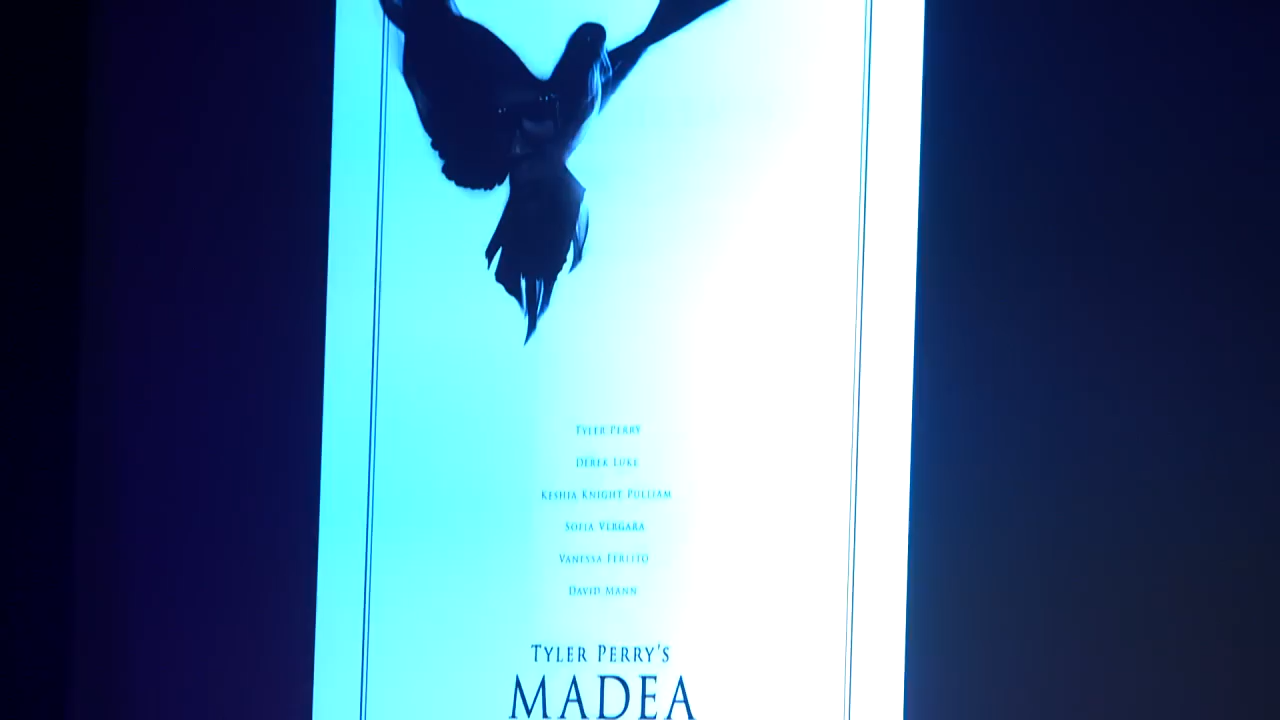 TYLER PERRY
DEREK LUKE
KESHIA KNIGHT PULLIAM
SOFIA VERGARA
VANESSA FERLITO
DAVID MANN
TYLER PERRY'S
MADEA